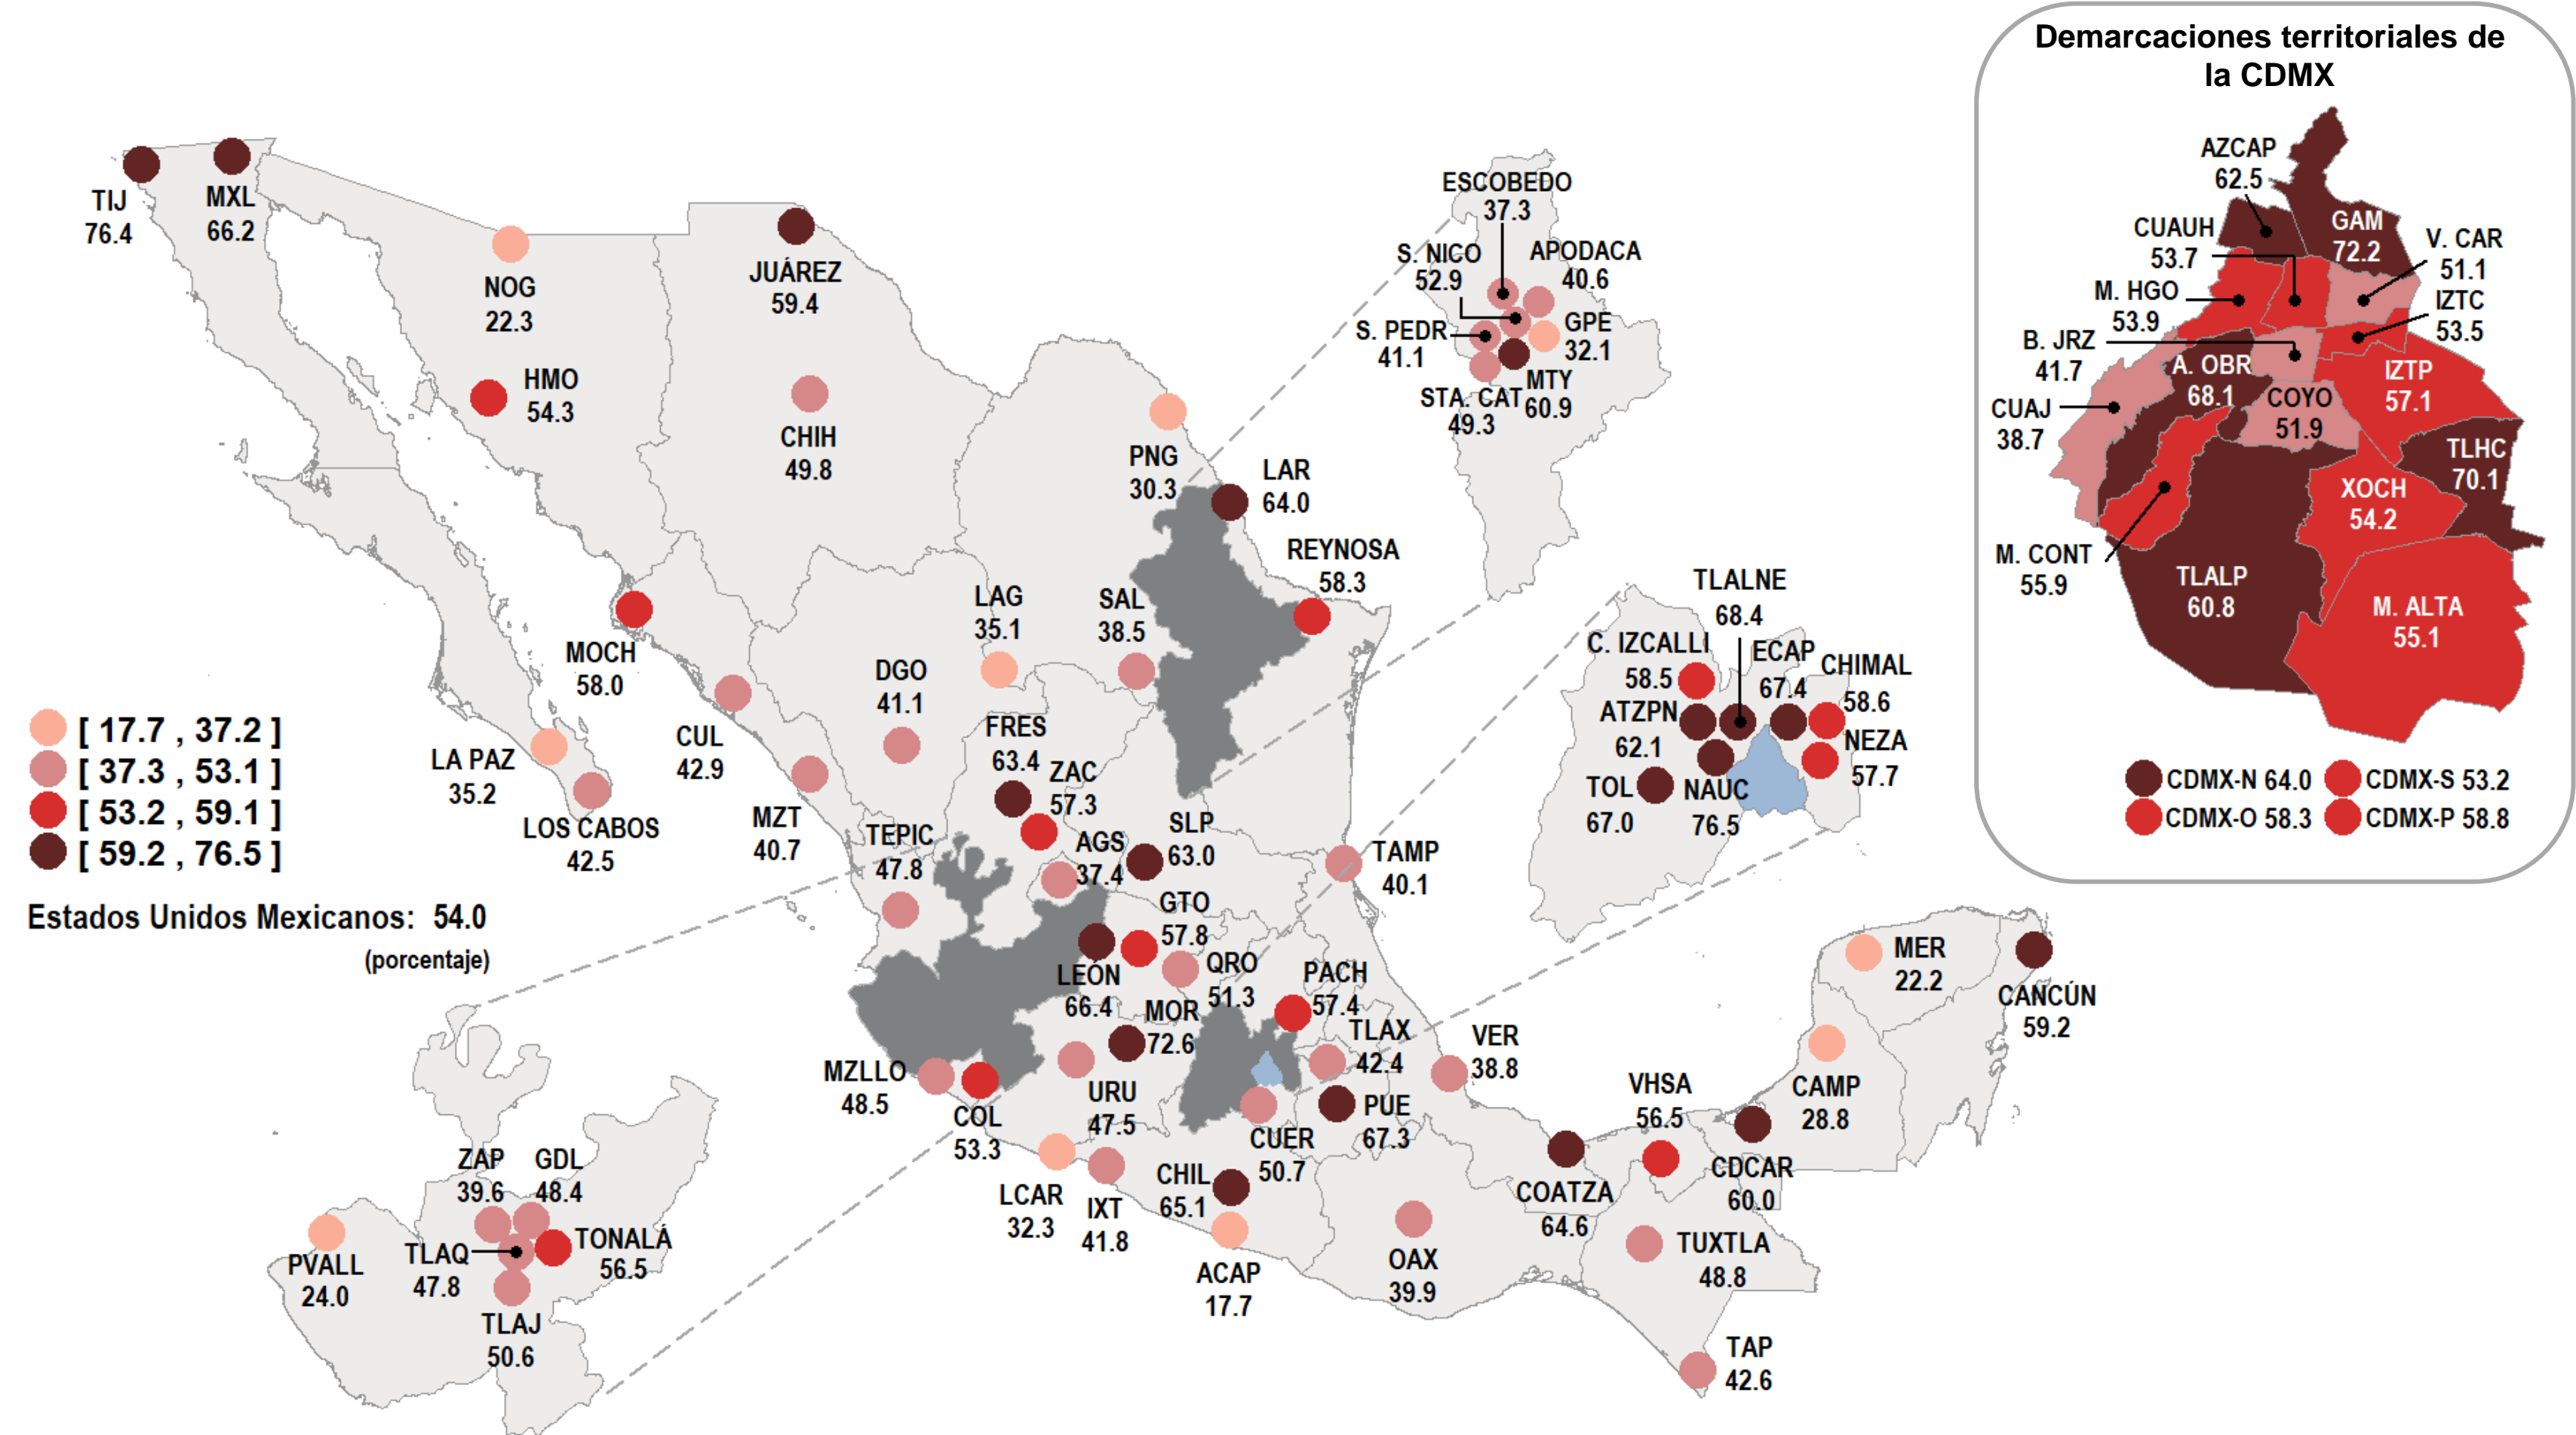 Demarcaciones territoriales de
la CDMX
AZCAP
62.5
GAM
72.2
CUAUH
53.7
V. CAR
51.1
M. HGO
53.9
IZTC
53.5
B. JRZ
41.7
A. OBR
68.1
IZTP
57.1
CUAJ
38.7
COYO
51.9
TLHC
70.1
XOCH
54.2
M. CONT
55.9
TLALP
60.8
M. ALTA
55.1
CDMX-N 64.0
CDMX-S 53.2
CDMX-O 58.3
CDMX-P 58.8
TIJ
76.4
MXL
66.2
NOG
22.3
JUÁREZ
59.4
HMO
54.3
CHIH
49.8
ESCOBEDO
37.3
S. NICO
52.9
APODACA
40.6
S. PEDR
41.1
GPE
32.1
STA. CAT
49.3
MTY
60.9
PNG
30.3
LAR
64.0
REYNOSA
58.3
LAG
35.1
SAL
38.5
MOCH
58.0
DGO
41.1
CUL
42.9
LA PAZ
35.2
LOS CABOS
42.5
MZT
40.7
FRES
63.4
ZAC
57.3
TEPIC
47.8
AGS
37.4
SLP
63.0
TAMP
40.1
GTO
57.8
LEÓN
66.4
QRO
51.3
PACH
57.4
MOR
72.6
TLAX
42.4
VER
38.8
MZLLO
48.5
COL
53.3
URU
47.5
CUER
50.7
PUE
67.3
LCAR
32.3
IXT
41.8
CHIL
65.1
ACAP
17.7
OAX
39.9
COATZA
64.6
VHSA
56.5
CDCAR
60.0
CAMP
28.8
MER
22.2
CANCÚN
59.2
TUXTLA
48.8
TAP
42.6
TLALNE
68.4
C. IZCALLI
58.5
ECAP
67.4
CHIMAL
58.6
ATZPN
62.1
NEZA
57.7
TOL
67.0
NAUC
76.5
[ 17.7 , 37.2 ]
[ 37.3 , 53.1 ]
[ 53.2 , 59.1 ]
[ 59.2 , 76.5 ]
Estados Unidos Mexicanos: 54.0
(porcentaje)
ZAP
39.6
GDL
48.4
PVALL
24.0
TLAQ
47.8
TONALÁ
56.5
TLAJ
50.6